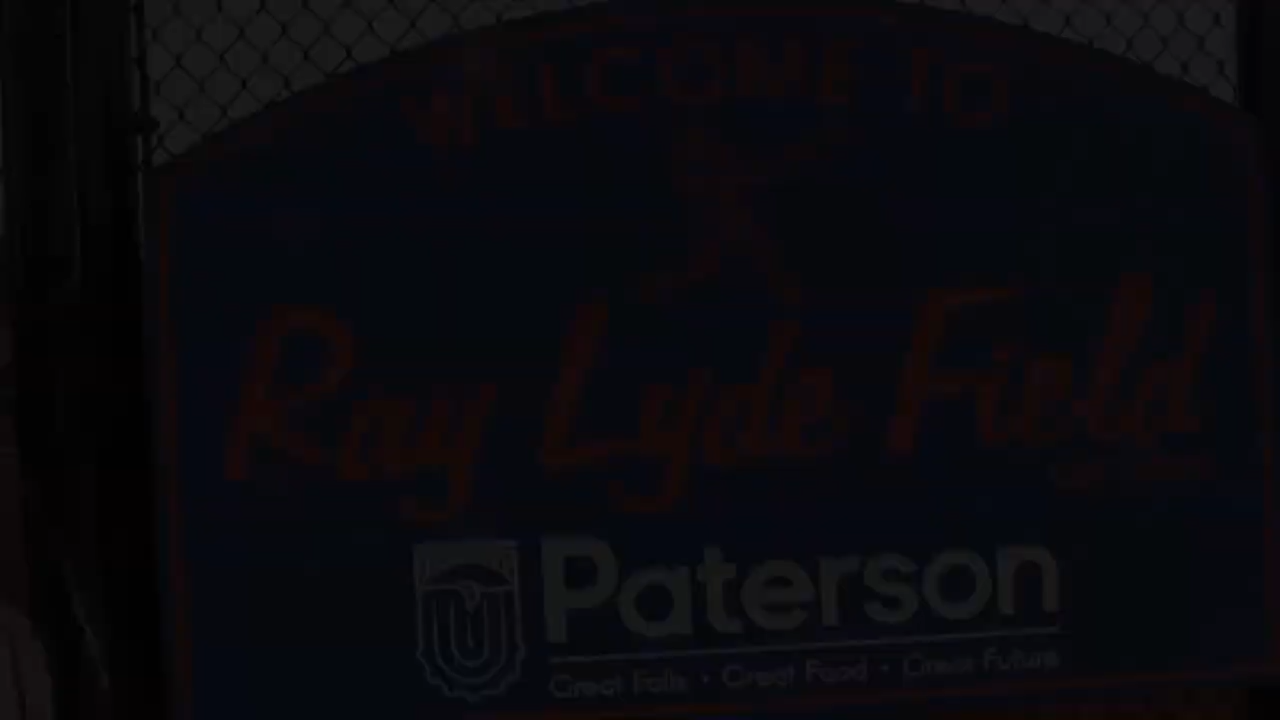 WELCOME TO
Ray Lyde Field
Paterson
Great Falls • Great Food • Great Future